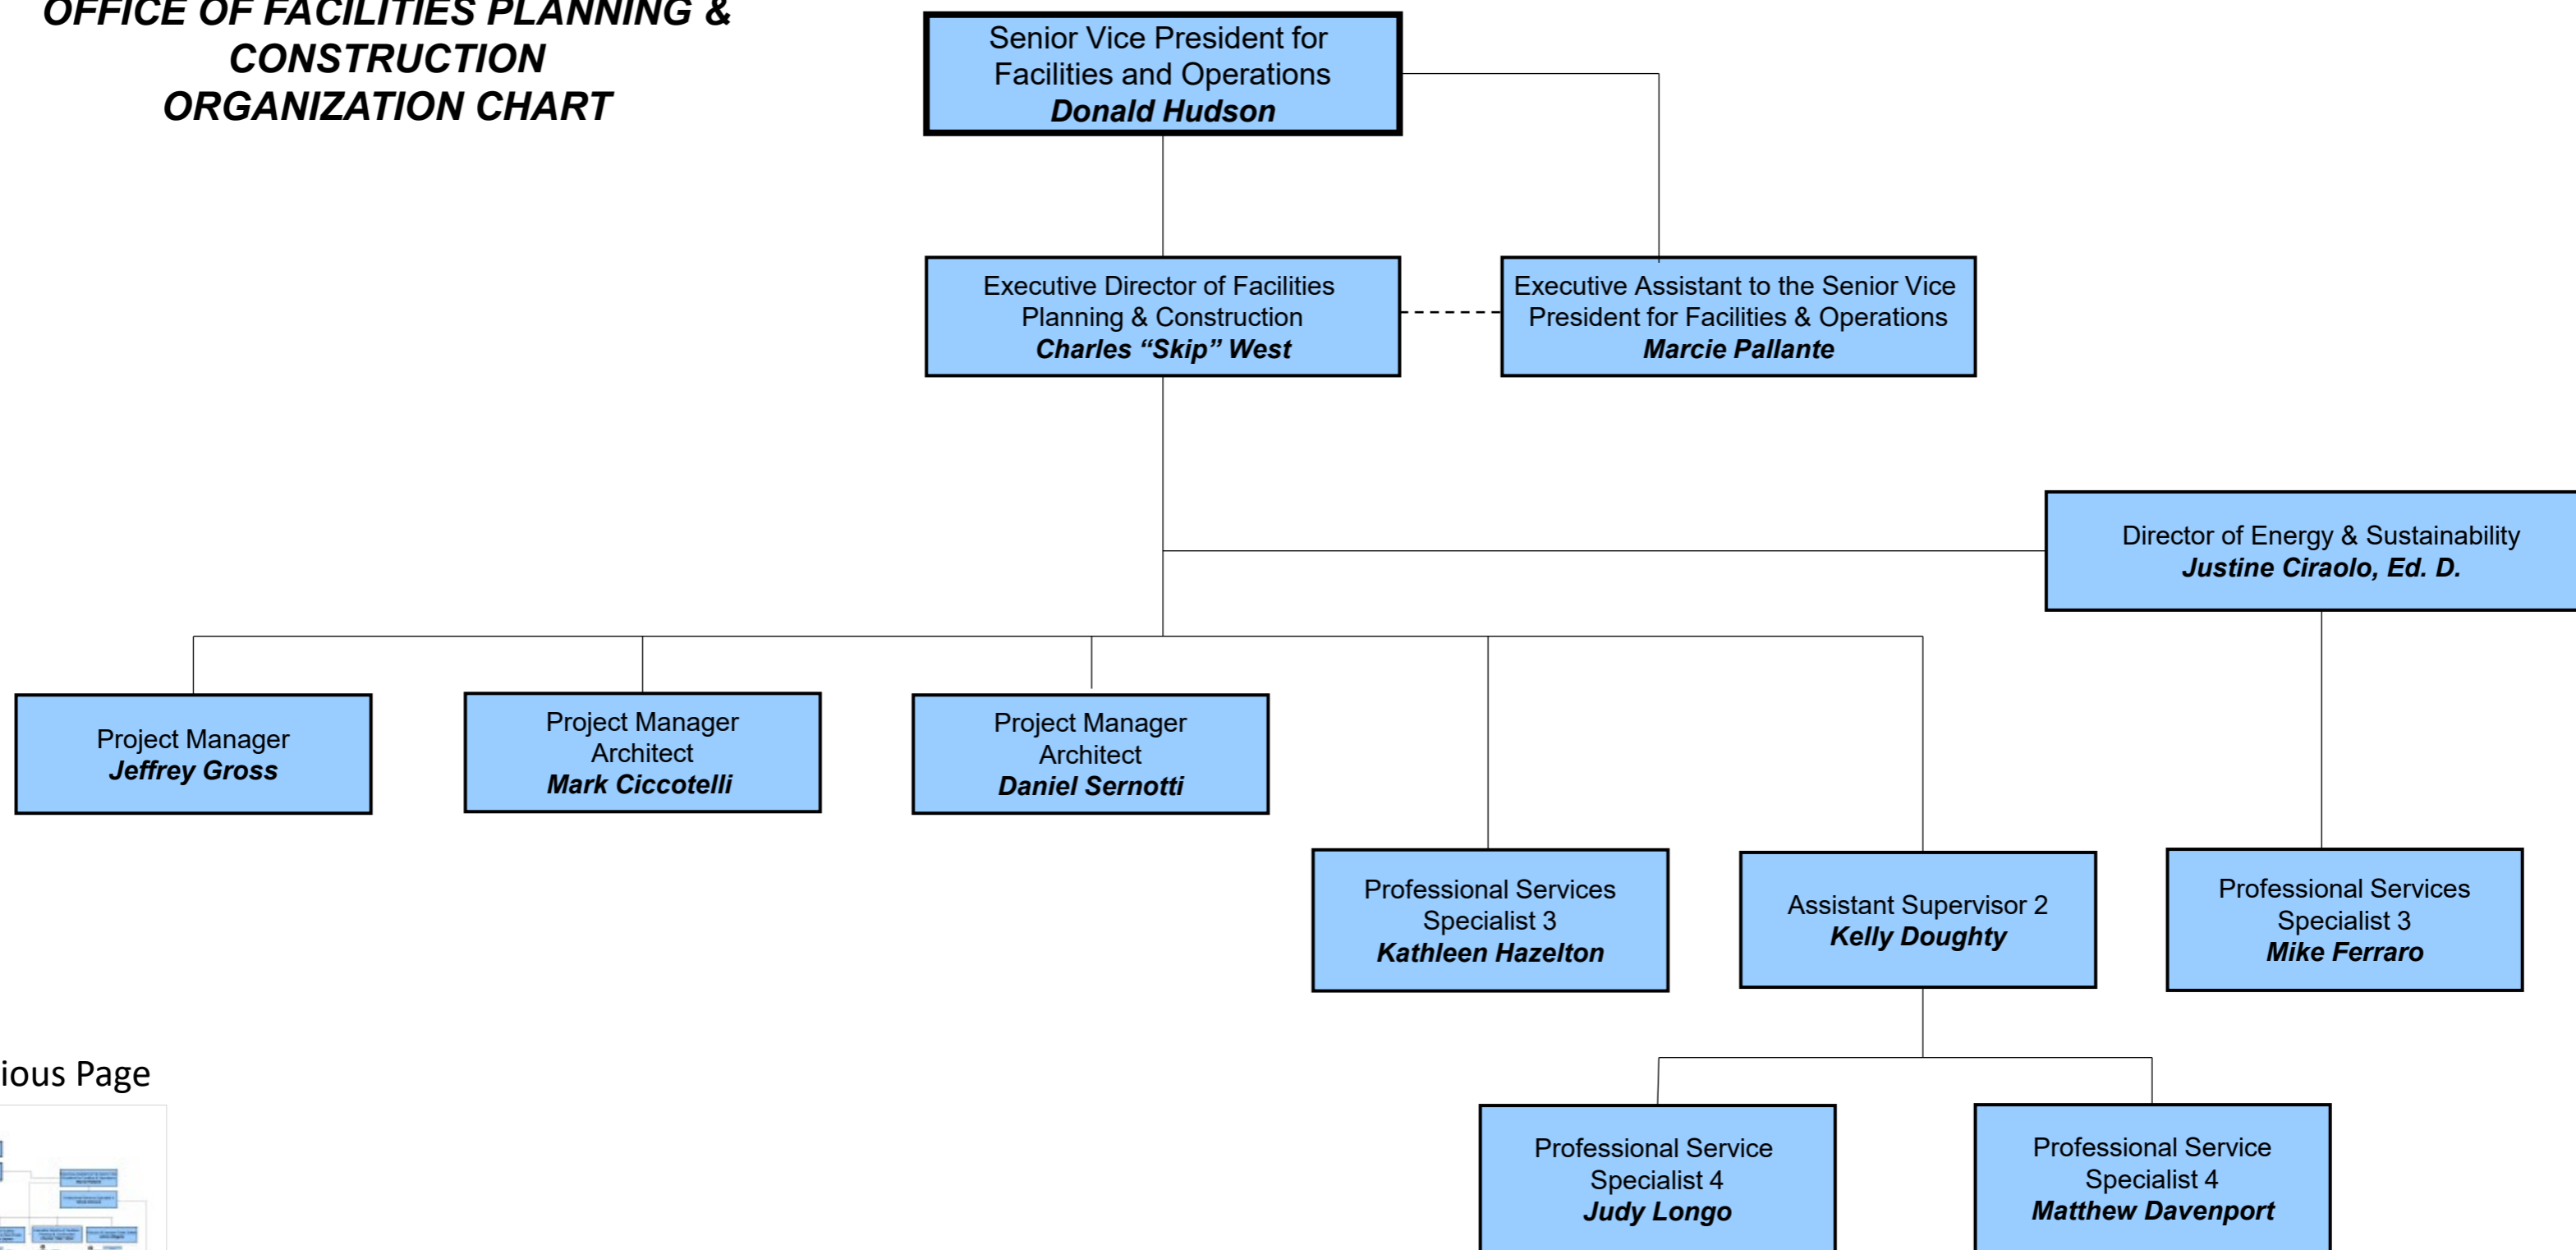 OFFICE OF FACILITIES PLANNING &
CONSTRUCTION
ORGANIZATION CHART
Senior Vice President for
Facilities and Operations
Donald Hudson
Executive Director of Facilities
Planning & Construction
Charles “Skip” West
Executive Assistant to the Senior Vice
President for Facilities & Operations
Marcie Pallante
Director of Energy & Sustainability
Justine Ciraolo, Ed. D.
Project Manager
Jeffrey Gross
Project Manager
Architect
Mark Ciccotelli
Project Manager
Architect
Daniel Sernotti
Professional Services
Specialist 3
Kathleen Hazelton
Assistant Supervisor 2
Kelly Doughty
Professional Services
Specialist 3
Mike Ferraro
ious Page
Professional Service
Specialist 4
Judy Longo
Professional Service
Specialist 4
Matthew Davenport